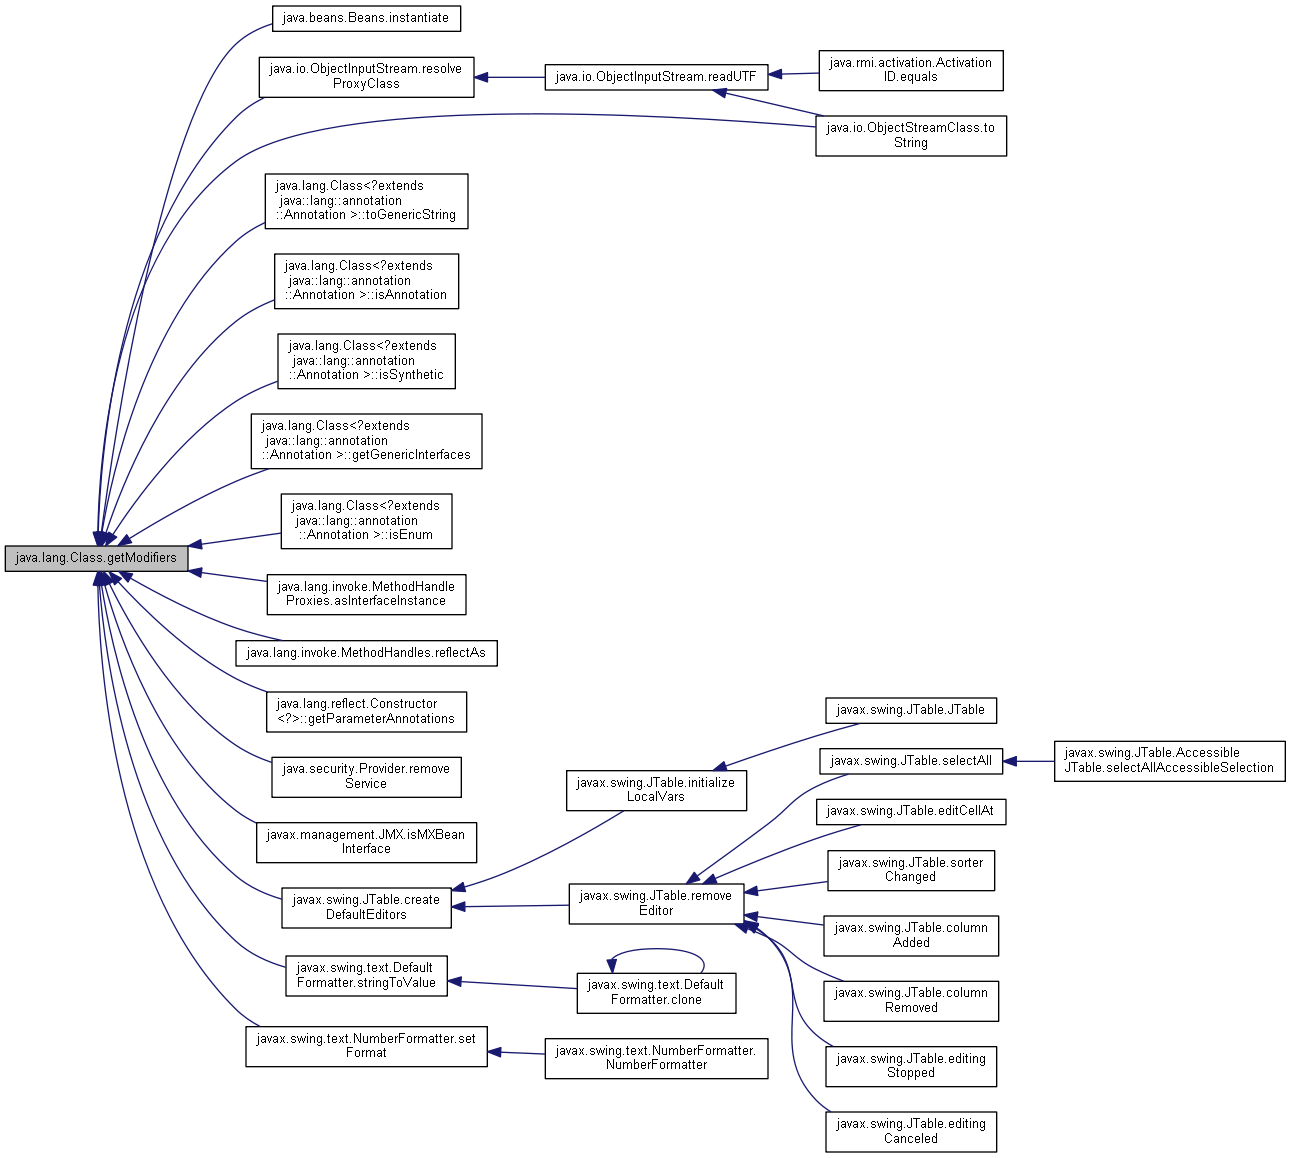 java.beans.Beans.instantiate
java.io.ObjectInputStream.resolve
ProxyClass
java.io.ObjectInputStream.readUTF
java.rmi.activation.Activation
ID.equals
java.io.ObjectStreamClass.to
String
java.lang.Class<?extends
java::lang::annotation
::Annotation >::toGenericString
java.lang.Class<?extends
java::lang::annotation
::Annotation >::isAnnotation
java.lang.Class<?extends
java::lang::annotation
::Annotation >::isSynthetic
java.lang.Class<?extends
java::lang::annotation
::Annotation >::getGenericInterfaces
java.lang.Class<?extends
java::lang::annotation
::Annotation >::isEnum
java.lang.Class.getModifiers
java.lang.invoke.MethodHandle
Proxies.asInterfaceInstance
java.lang.invoke.MethodHandles.reflectAs
java.lang.reflect.Constructor
<?>::getParameterAnnotations
java.security.Provider.remove
Service
javax.management.JMX.isMXBean
Interface
javax.swing.JTable.create
DefaultEditors
javax.swing.JTable.initialize
LocalVars
javax.swing.JTable.JTable
javax.swing.JTable.selectAll
javax.swing.JTable.Accessible
JTable.selectAllAccessibleSelection
javax.swing.JTable.editCellAt
javax.swing.JTable.remove
Editor
javax.swing.JTable.sorter
Changed
javax.swing.JTable.column
Added
javax.swing.JTable.column
Removed
javax.swing.JTable.editing
Stopped
javax.swing.JTable.editing
Canceled
javax.swing.text.Default
Formatter.stringToValue
javax.swing.text.Default
Formatter.clone
javax.swing.text.NumberFormatter.set
Format
javax.swing.text.NumberFormatter.
NumberFormatter